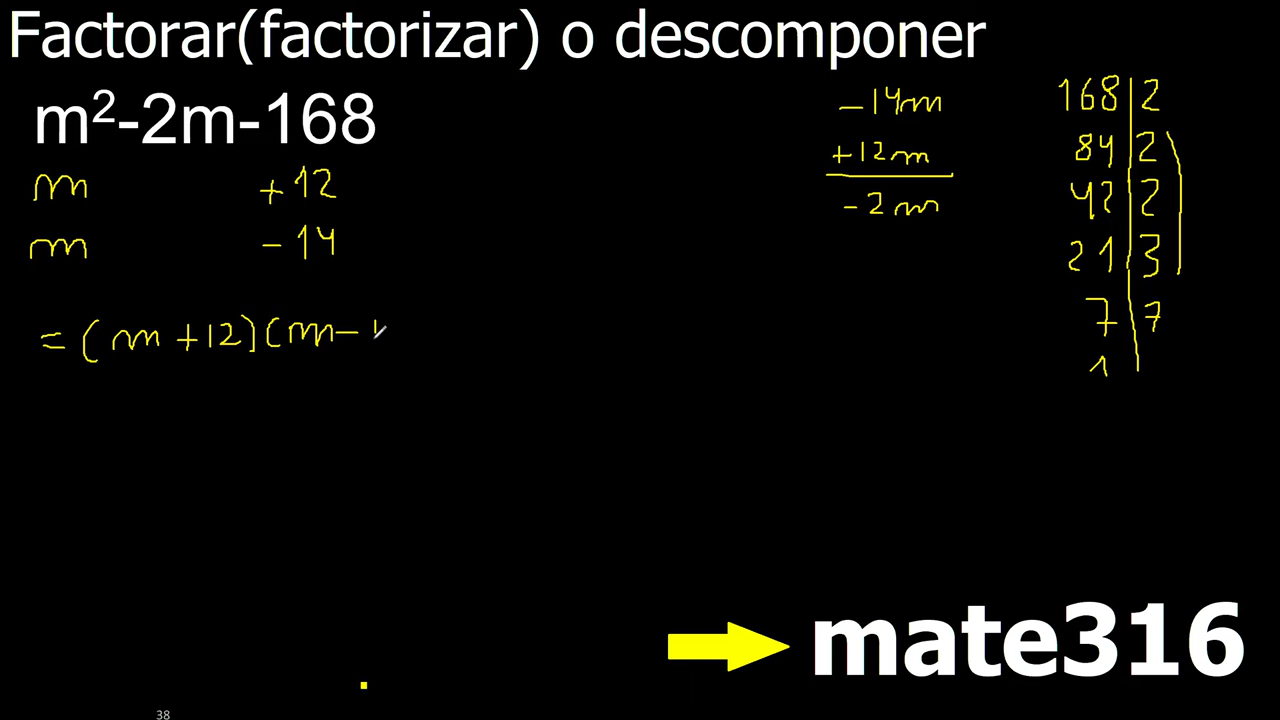 Factorar(factorizar) o descomponer
m²-2m-168
m +12
m - 14
= (m +12)(m-
- 14m
+12m
- 2m
168|2
84|2
42|2
21|3
7|7
1
mate316
38